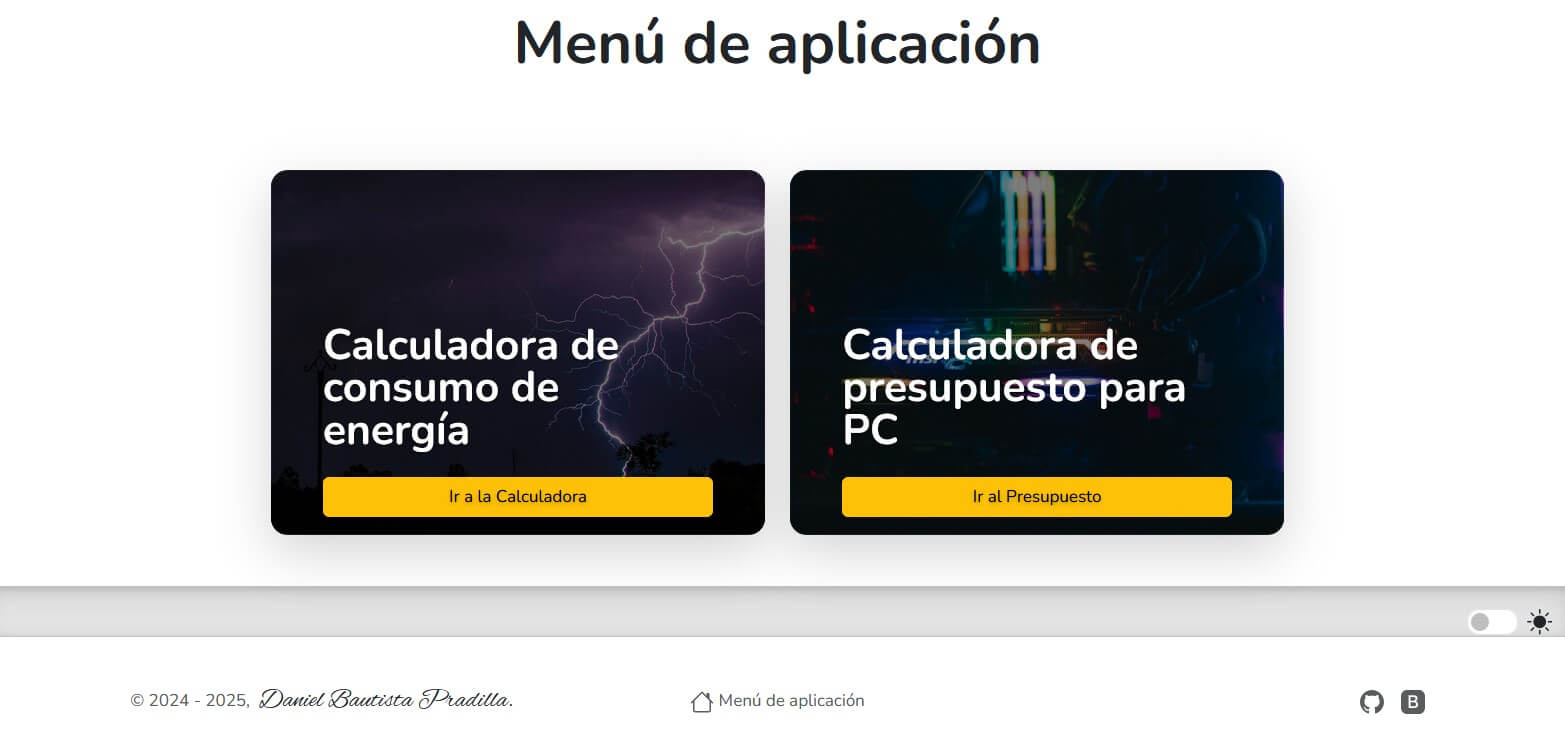 Menú de aplicación
Calculadora de
consumo de
energía
Ir a la Calculadora
Calculadora de
presupuesto para
PC
Ir al Presupuesto
© 2024 - 2025, Daniel Bautista Pradilla.
Menú de aplicación
B